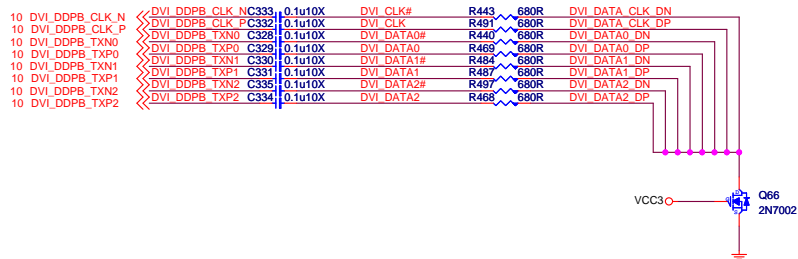 10 DVI_DDPB_CLK_N DVI_DDPB_CLK_N C333 0.1u10X DVI_CLK# R443 680R DVI_DATA_CLK_DN
10 DVI_DDPB_CLK_P DVI_DDPB_CLK_P C332 0.1u10X DVI_CLK R491 680R DVI_DATA_CLK_DP
10 DVI_DDPB_TXN0 DVI_DDPB_TXN0 C328 0.1u10X DVI_DATA0# R440 680R DVI_DATA0_DN
10 DVI_DDPB_TXP0 DVI_DDPB_TXP0 C329 0.1u10X DVI_DATA0 R469 680R DVI_DATA0_DP
10 DVI_DDPB_TXN1 DVI_DDPB_TXN1 C330 0.1u10X DVI_DATA1# R484 680R DVI_DATA1_DN
10 DVI_DDPB_TXP1 DVI_DDPB_TXP1 C331 0.1u10X DVI_DATA1 R487 680R DVI_DATA1_DP
10 DVI_DDPB_TXN2 DVI_DDPB_TXN2 C335 0.1u10X DVI_DATA2# R497 680R DVI_DATA2_DN
10 DVI_DDPB_TXP2 DVI_DDPB_TXP2 C334 0.1u10X DVI_DATA2 R468 680R DVI_DATA2_DP
VCC3 Q66
2N7002